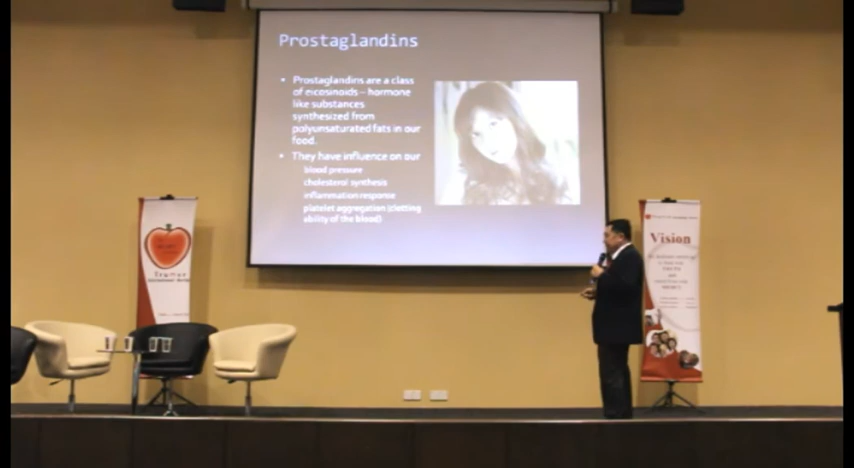 Prostaglandins
• Prostaglandins are a class
of eicosinoids – hormone
like substances
synthesized from
polyunsaturated fats in our
food.
• They have influence on our
blood pressure
cholesterol synthesis
inflammation response
platelet aggregation (clotting
ability of the blood)
Vision